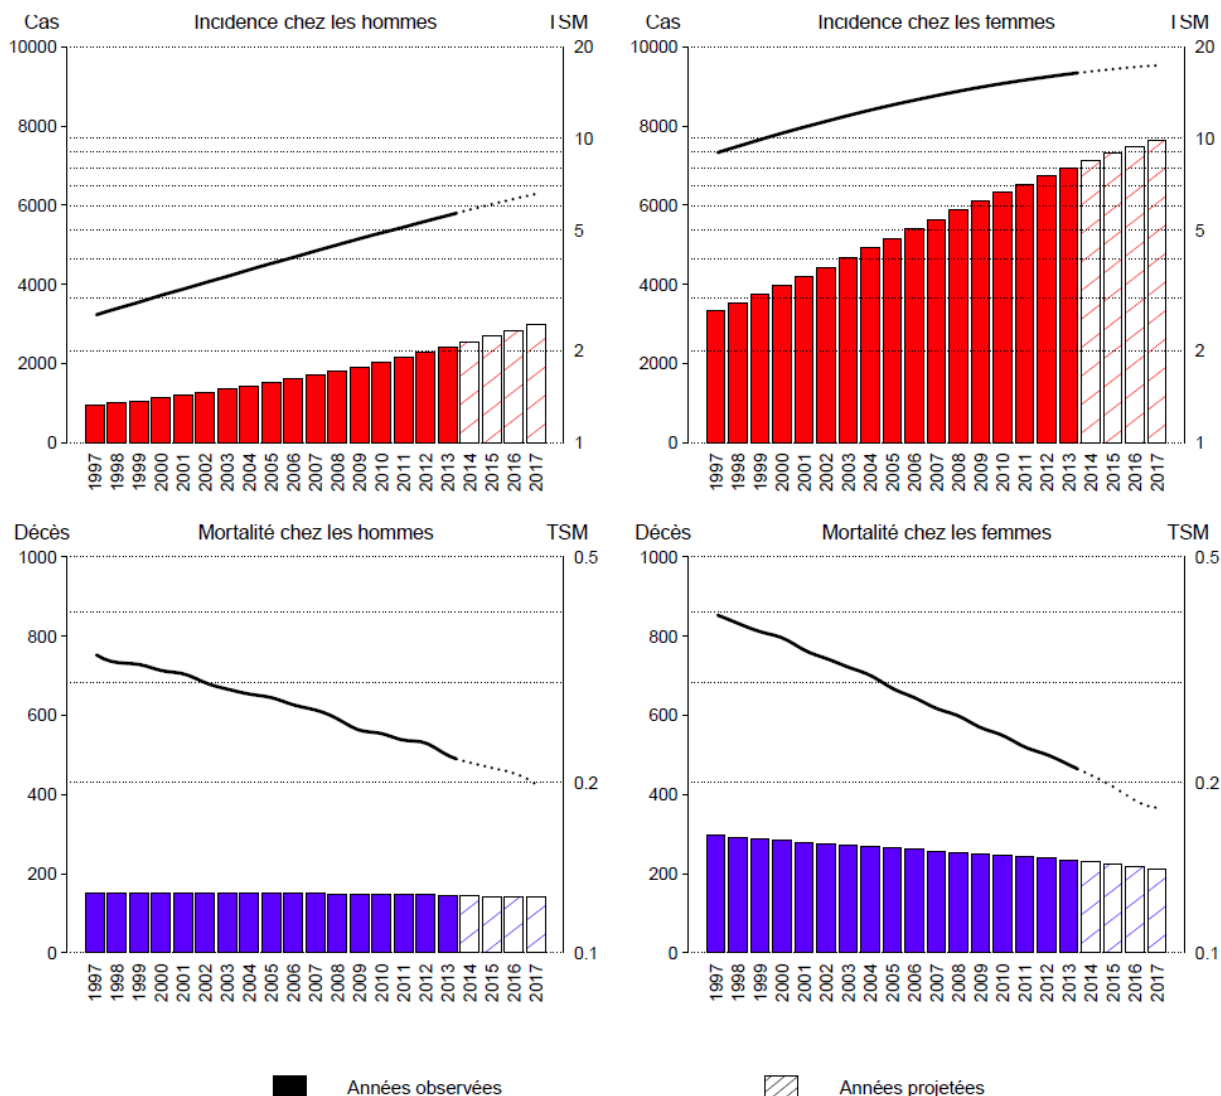 Cas Incidence chez les hommes TSM
10000 20
8000 10
6000 5
4000
2000 2
0 1
1997 1998 1999 2000 2001 2002 2003 2004 2005 2006 2007 2008 2009 2010 2011 2012 2013 2014 2015 2016 2017
Cas Incidence chez les femmes TSM
10000 20
8000 10
6000 5
4000
2000 2
0 1
1997 1998 1999 2000 2001 2002 2003 2004 2005 2006 2007 2008 2009 2010 2011 2012 2013 2014 2015 2016 2017
Décès Mortalité chez les hommes TSM
1000 0.5
800
600
400 0.2
200
0 0.1
1997 1998 1999 2000 2001 2002 2003 2004 2005 2006 2007 2008 2009 2010 2011 2012 2013 2014 2015 2016 2017
Décès Mortalité chez les femmes TSM
1000 0.5
800
600
400 0.2
200
0 0.1
1997 1998 1999 2000 2001 2002 2003 2004 2005 2006 2007 2008 2009 2010 2011 2012 2013 2014 2015 2016 2017
Années observées Années projetées